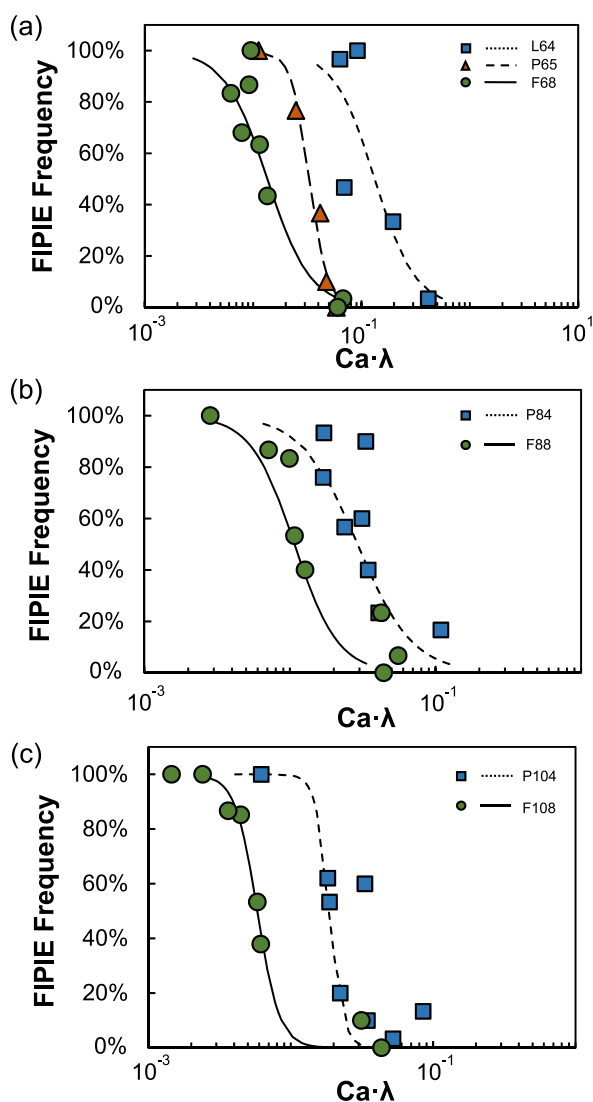 (a)
100%
80%
60%
40%
20%
0%
FIPIE Frequency
L64
P65
F68
10⁻³
10⁻¹
10¹
Ca·λ
(b)
100%
80%
60%
40%
20%
0%
FIPIE Frequency
P84
F88
10⁻³
10⁻¹
Ca·λ
(c)
100%
80%
60%
40%
20%
0%
FIPIE Frequency
P104
F108
10⁻³
10⁻¹
Ca·λ